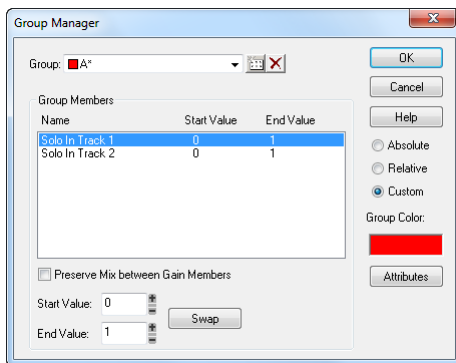 Group Manager
Group: A*
OK
Cancel
Help
Group Members
Name Start Value End Value
Solo In Track 1 0 1
Solo In Track 2 0 1
Absolute
Relative
Custom
Group Color:
Preserve Mix between Gain Members
Attributes
Start Value: 0
Swap
End Value: 1